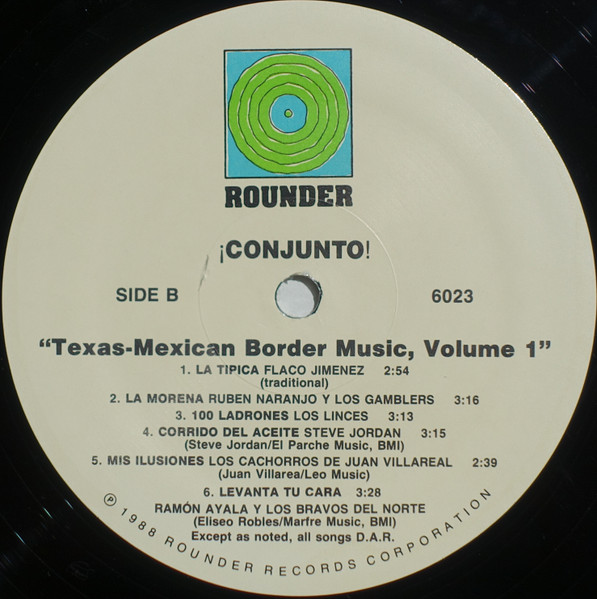 ROUNDER
¡CONJUNTO!
SIDE B
6023
"Texas-Mexican Border Music, Volume 1"
1. LA TIPICA FLACO JIMENEZ 2:54
(traditional)
2. LA MORENA RUBEN NARANJO Y LOS GAMBLERS 3:16
3. 100 LADRONES LOS LINCES 3:13
4. CORRIDO DEL ACEITE STEVE JORDAN 3:15
(Steve Jordan/El Parche Music, BMI)
5. MIS ILUSIONES LOS CACHORROS DE JUAN VILLAREAL 2:39
(Juan Villarea/Leo Music)
6. LEVANTA TU CARA 3:28
RAMÓN AYALA Y LOS BRAVOS DEL NORTE
(Eliseo Robles/Marfre Music, BMI)
Except as noted, all songs D.A.R.
℗ 1988 ROUNDER RECORDS CORPORATION